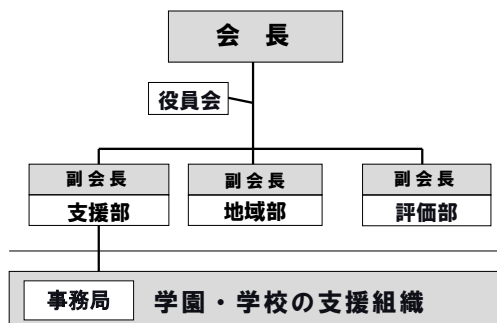 会　長
役員会
副 会 長
支援部
副 会 長
地域部
副 会 長
評価部
事務局
学園・学校の支援組織